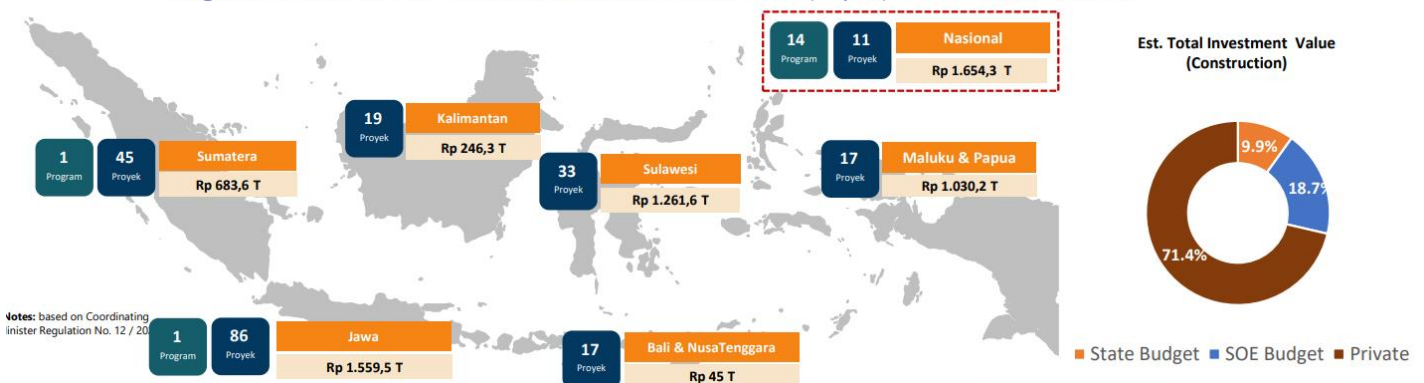 14
Program
11
Proyek
Nasional
Rp 1.654,3 T
Est. Total Investment Value
(Construction)
19
Proyek
Kalimantan
Rp 246,3 T
1
Program
45
Proyek
Sumatera
Rp 683,6 T
33
Proyek
Sulawesi
Rp 1.261,6 T
17
Proyek
Maluku & Papua
Rp 1.030,2 T
9.9%
18.7%
71.4%
Notes: based on Coordinating
Minister Regulation No. 12 /
1
Program
86
Proyek
Jawa
Rp 1.559,5 T
17
Proyek
Bali & NusaTenggara
Rp 45 T
State Budget SOE Budget Private